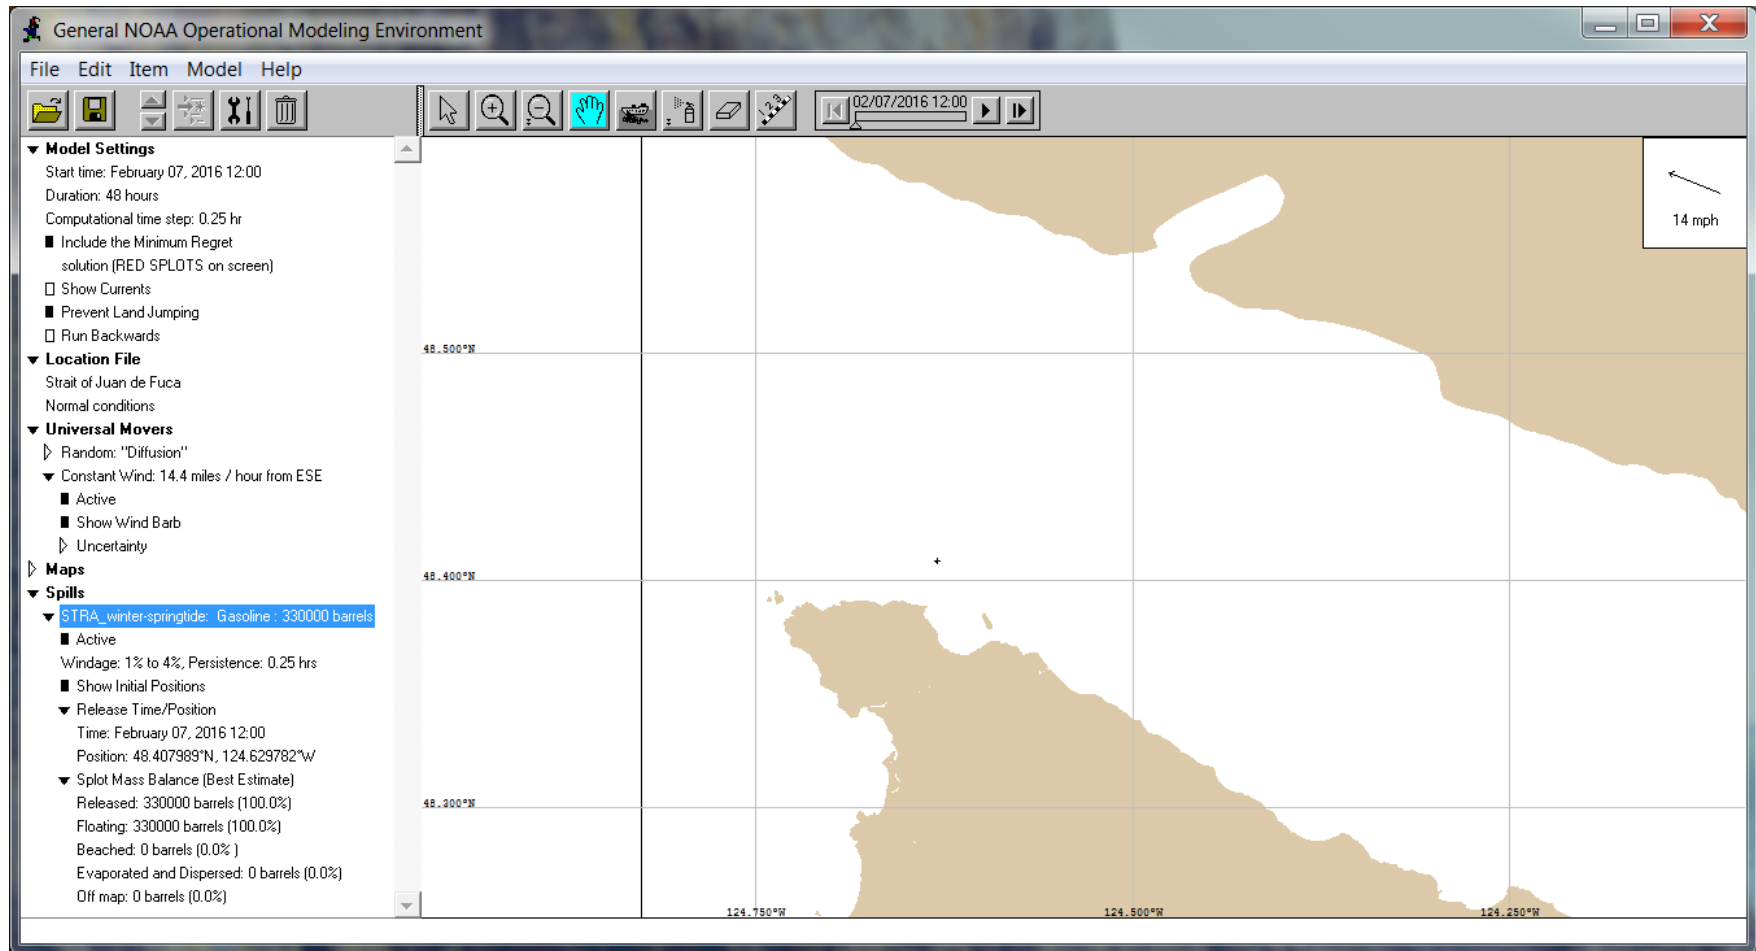 General NOAA Operational Modeling Environment
File Edit Item Model Help
02/07/2016 12:00
Model Settings
Start time: February 07, 2016 12:00
Duration: 48 hours
Computational time step: 0.25 hr
Include the Minimum Regret
solution (RED SPLOTS on screen)
Show Currents
Prevent Land Jumping
Run Backwards
Location File
Strait of Juan de Fuca
Normal conditions
Universal Movers
Random: "Diffusion"
Constant Wind: 14.4 miles / hour from ESE
Active
Show Wind Barb
Uncertainty
Maps
Spills
STRA_winter-springtide: Gasoline : 330000 barrels
Active
Windage: 1% to 4%, Persistence: 0.25 hrs
Show Initial Positions
Release Time/Position
Time: February 07, 2016 12:00
Position: 48.407989°N, 124.629782°W
Splot Mass Balance (Best Estimate)
Released: 330000 barrels (100.0%)
Floating: 330000 barrels (100.0%)
Beached: 0 barrels (0.0% )
Evaporated and Dispersed: 0 barrels (0.0%)
Off map: 0 barrels (0.0%)
14 mph
48.500°N
48.400°N
48.300°N
124.750°W
124.500°W
124.250°W